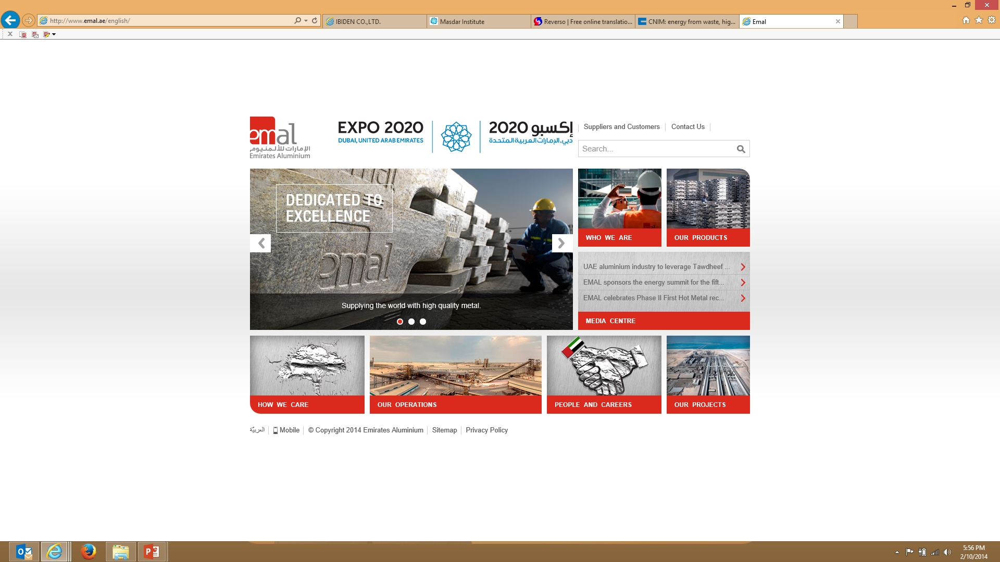 http://www.emal.ae/english/
IBIDEN CO.,LTD.
Masdar Institute
Reverso | Free online translatio...
CNIM: energy from waste, hig...
Emal
emal
الإمارات للألمنيوم
Emirates Aluminium
EXPO 2020
DUBAI, UNITED ARAB EMIRATES
إكسبو 2020
دبي، الإمارات العربية المتحدة
Suppliers and Customers
Contact Us
Search...
DEDICATED TO
EXCELLENCE
emal
emal
Supplying the world with high quality metal.
WHO WE ARE
OUR PRODUCTS
UAE aluminium industry to leverage Tawdheef ...
EMAL sponsors the energy summit for the fift...
EMAL celebrates Phase II First Hot Metal rec...
MEDIA CENTRE
HOW WE CARE
OUR OPERATIONS
PEOPLE AND CAREERS
OUR PROJECTS
العربيّة
Mobile
© Copyright 2014 Emirates Aluminium
Sitemap
Privacy Policy
5:56 PM
2/10/2014